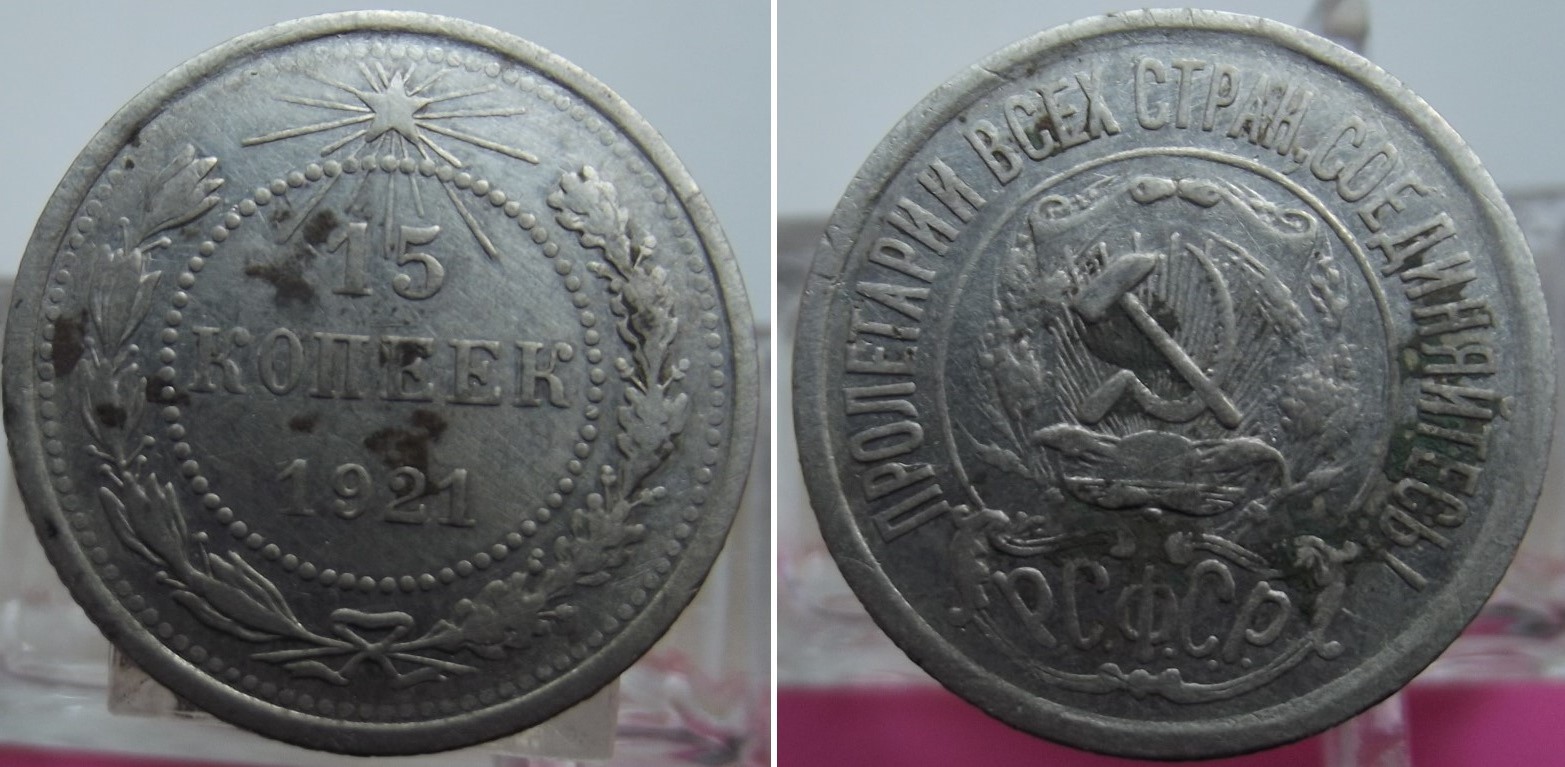 15
КОПЕЕК
1921
ПРОЛЕТАРИИ ВСЕХ СТРАН, СОЕДИНЯЙТЕСЬ!
Р.С.Ф.С.Р.